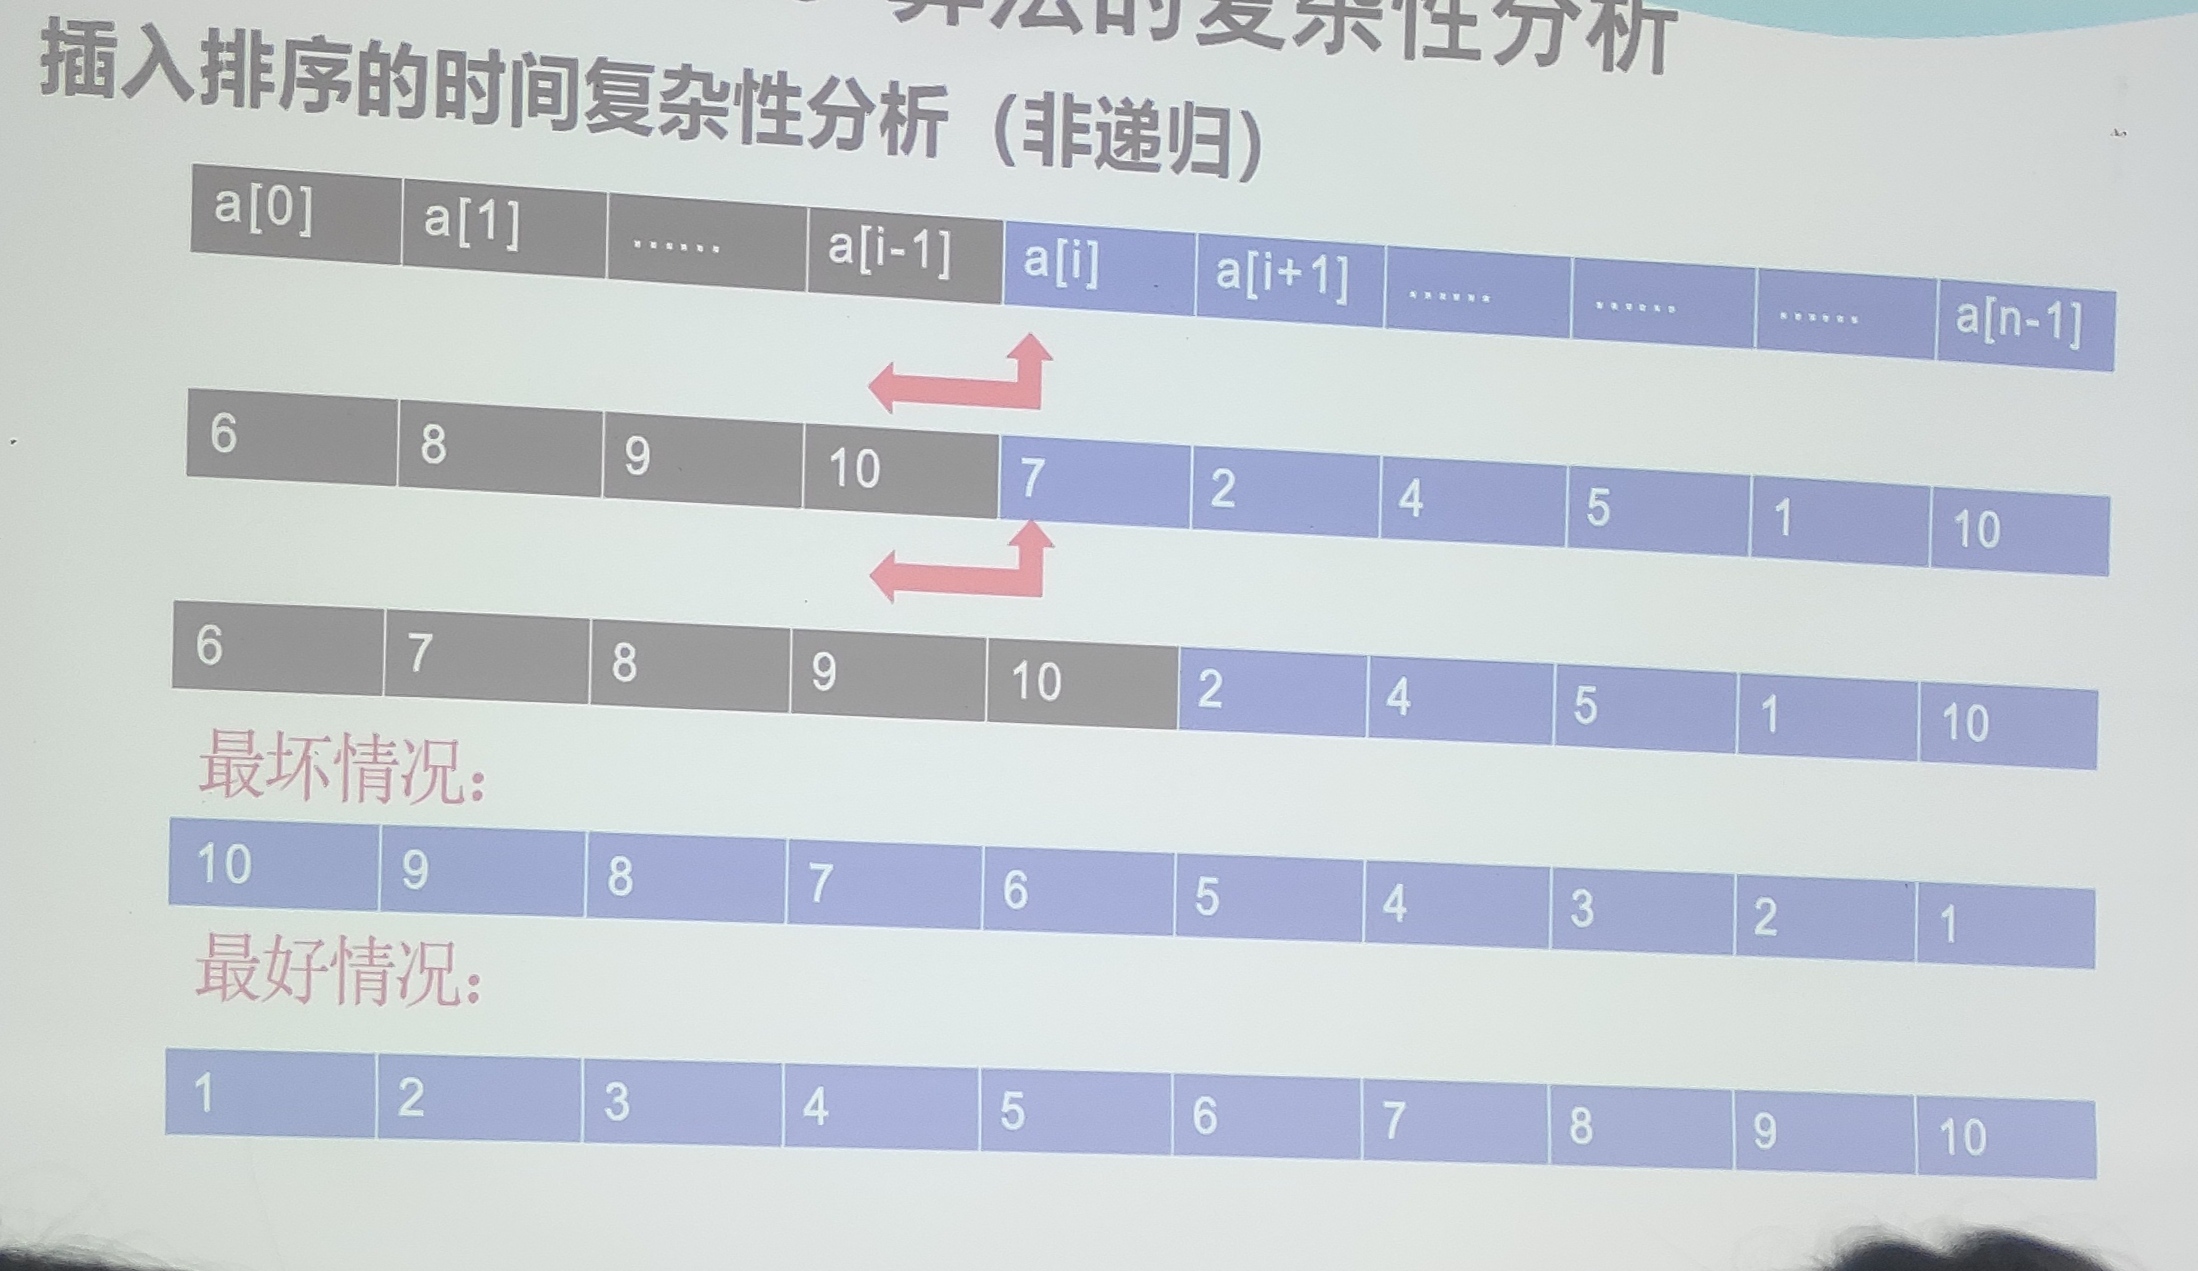 算法的复杂性分析
插入排序的时间复杂性分析（非递归）
a[0] a[1] ...... a[i-1] a[i] a[i+1] ...... ...... ...... a[n-1]
6 8 9 10 7 2 4 5 1 10
6 7 8 9 10 2 4 5 1 10
最坏情况：
10 9 8 7 6 5 4 3 2 1
最好情况：
1 2 3 4 5 6 7 8 9 10